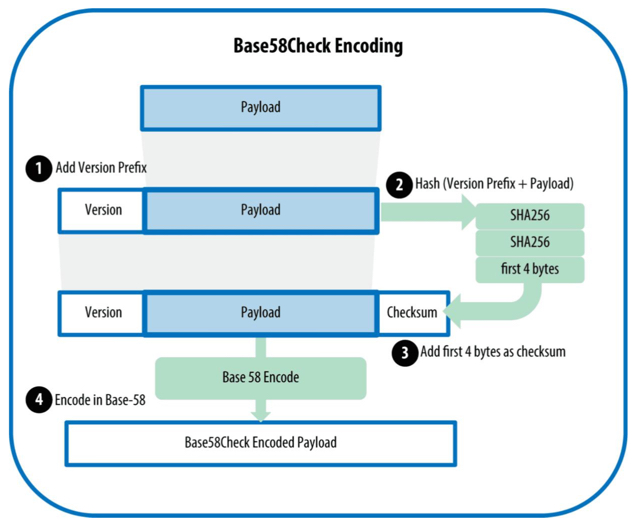 Base58Check Encoding
Payload
1 Add Version Prefix
2 Hash (Version Prefix + Payload)
Version Payload SHA256
SHA256
first 4 bytes
Version Payload Checksum
3 Add first 4 bytes as checksum
Base 58 Encode
4 Encode in Base-58
Base58Check Encoded Payload